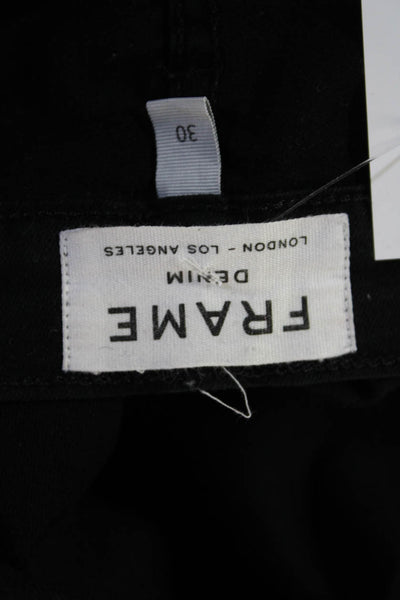 FRAME
DENIM
LONDON - LOS ANGELES
30